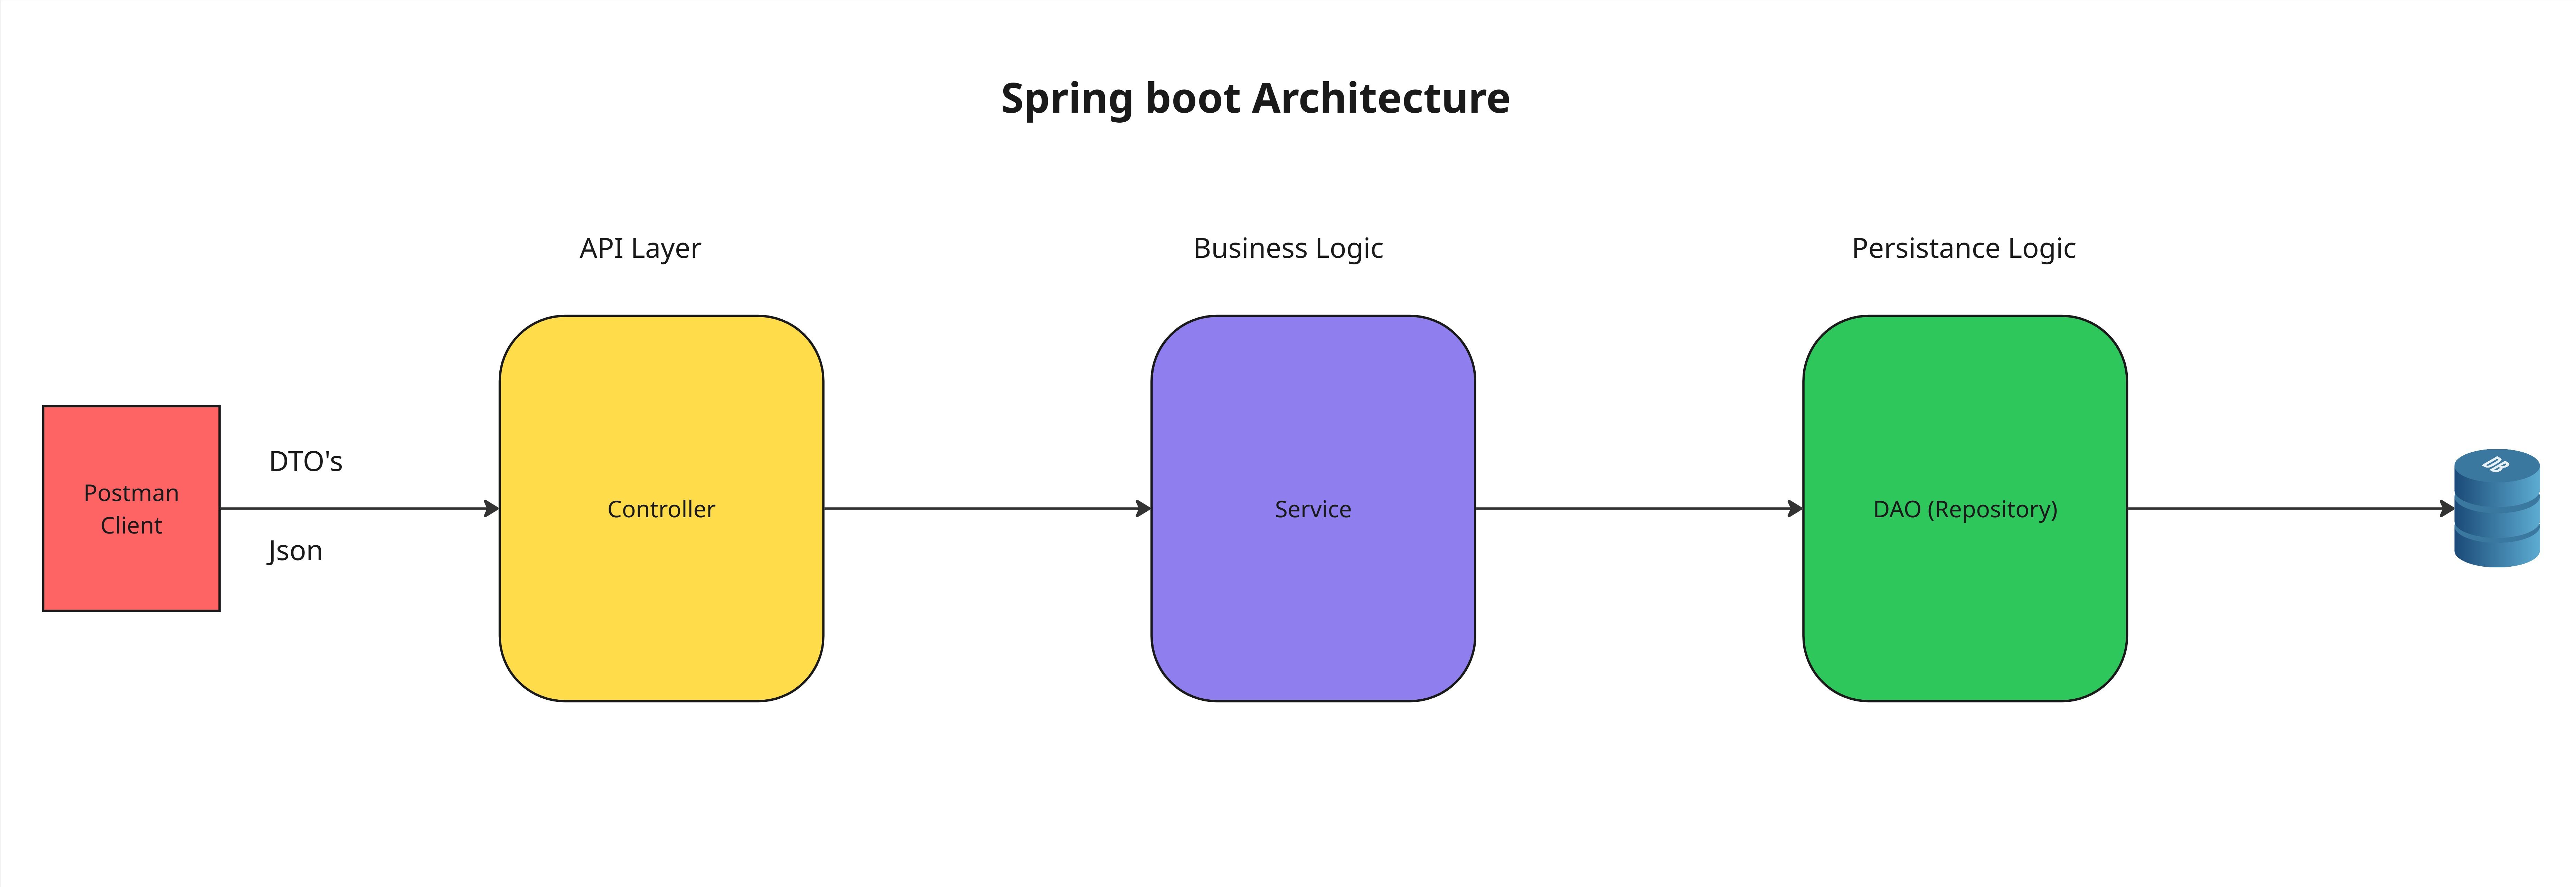 Spring boot Architecture
API Layer
Business Logic
Persistance Logic
Postman
Client
DTO's
Json
Controller
Service
DAO (Repository)
DB